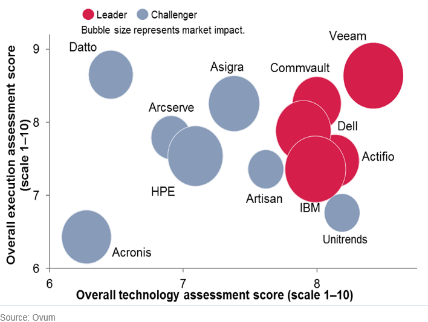 Leader Challenger
Bubble size represents market impact.
Overall execution assessment score
(scale 1–10)
9
8
7
6
Datto
Veeam
Asigra
Commvault
Arcserve
Dell
Actifio
HPE
Artisan
IBM
Unitrends
Acronis
6 7 8
Overall technology assessment score (scale 1–10)
Source: Ovum